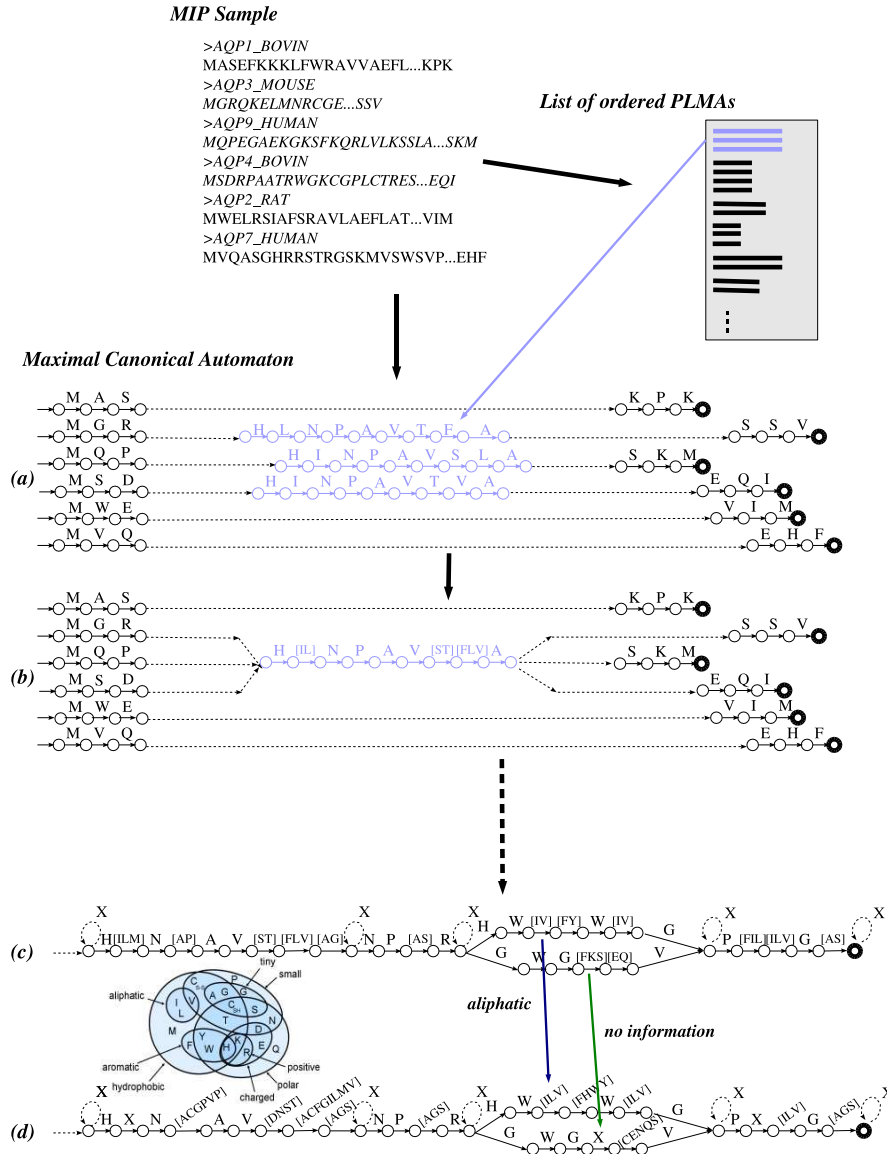 MIP Sample
>AQP1_BOVIN
MASEFKKKLFWRAVVAEFL...KPK
>AQP3_MOUSE
MGRQKELMNRCGE...SSV
>AQP9_HUMAN
MQPEGAEKGKSFKQRLVLKSSLA...SKM
>AQP4_BOVIN
MSDRPAATRWGKCGPLCTRES...EQI
>AQP2_RAT
MWELRSIAFSRAVLAEFLAT...VIM
>AQP7_HUMAN
MVQASGHRRSTRGSKMVSWSVP...EHF
List of ordered PLMAs
Maximal Canonical Automaton
(a)
M A S K P K
M G R H L N P A V T F A S S V
M Q P H I N P A V S L A S K M
M S D H I N P A V T V A E Q I
M W E V I M
M V Q E H F
(b)
M A S K P K
M G R S S V
M Q P H [IL] N P A V [ST] [FLV] A S K M
M S D E Q I
M W E V I M
M V Q E H F
(c)
X X X X X
H [ILM] N [AP] A V [ST] [FLV] [AG] N P [AS] R
H W [IV] [FY] W [IV] G
G W G [FKS] [EQ] V
P [FIL] [ILV] G [AS]
aliphatic
no information
tiny
small
aliphatic
aromatic
hydrophobic
positive
polar
charged
C S-S P
I V A G G
L C SH S
T D N
M Y K E Q
F W H R
(d)
X X X X X
H X N [ACGPVP] A V [DNST] [ACFGILMV] [AGS] N P [AGS] R
H W [ILV] [FHWY] W [ILV] G
G W G X [CENQS] V
P X [ILV] G [AGS]